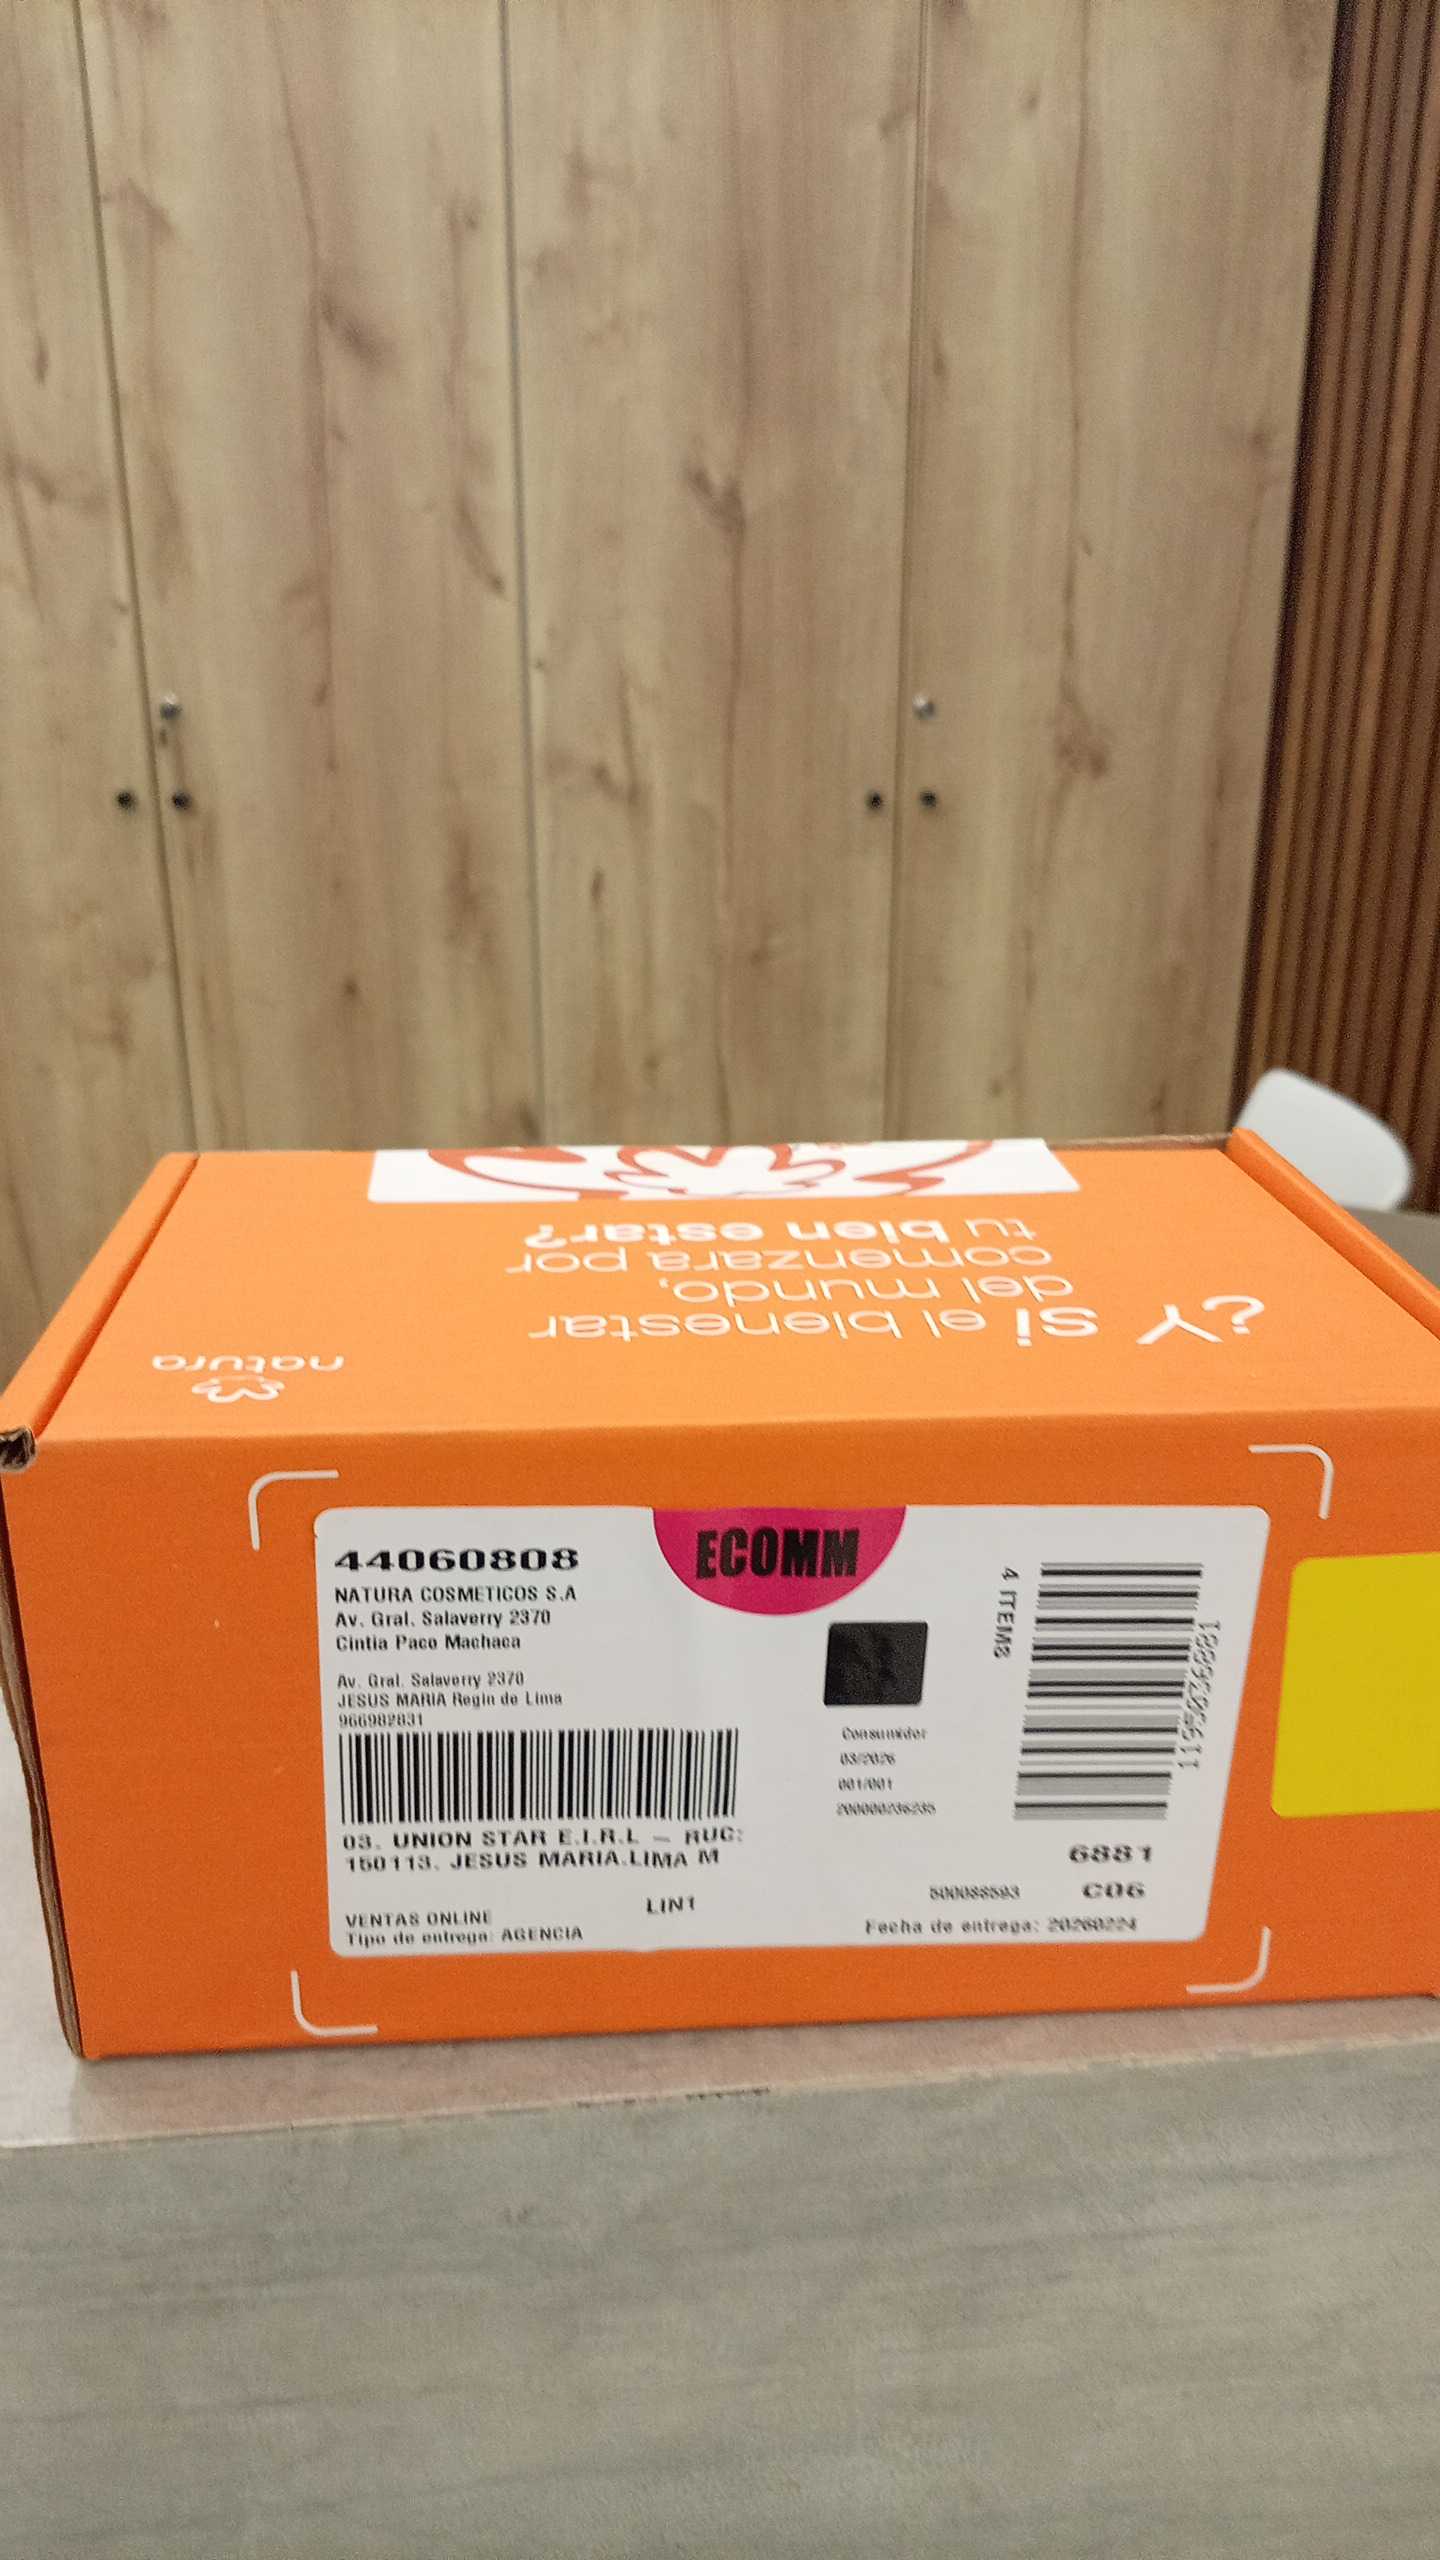 ¿Y si el bienestar
del mundo,
comenzara por
tu bien estar?
natura
ECOMM
44060808
NATURA COSMETICOS S.A
Av. Gral. Salaverry 2370
Cintia Paco Machaca
Av. Gral. Salaverry 2370
JESUS MARIA Regin de Lima
966982831
03. UNION STAR E.I.R.L – RUC:
150113. JESUS MARIA.LIMA M
LIN1
VENTAS ONLINE
Tipo de entrega: AGENCIA
Consumidor
03/2026
001/001
200000236235
4 ITEMS
1195036881
6881
500088593 C06
Fecha de entrega: 20260224